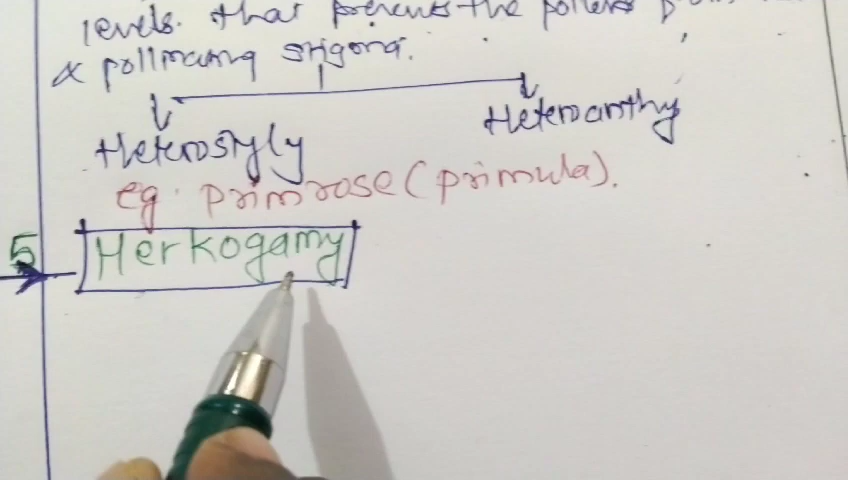 levels. that prevents the pollens
& pollinating stigma.
Heterostyly
Heteroanthy
eg. primrose (primula).
5
Herkogamy